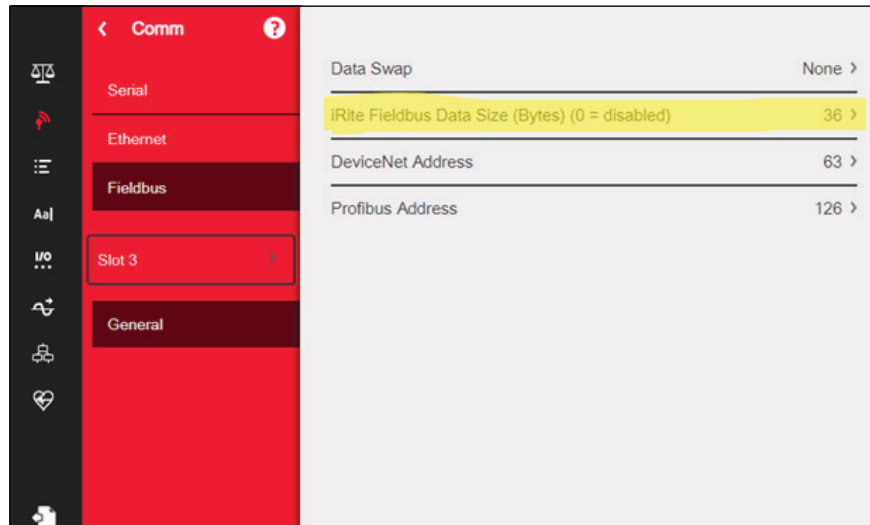 Comm ?
Serial
Ethernet
Fieldbus
Slot 3
General
Aa
I/O
Data Swap None
iRite Fieldbus Data Size (Bytes) (0 = disabled) 36
DeviceNet Address 63
Profibus Address 126